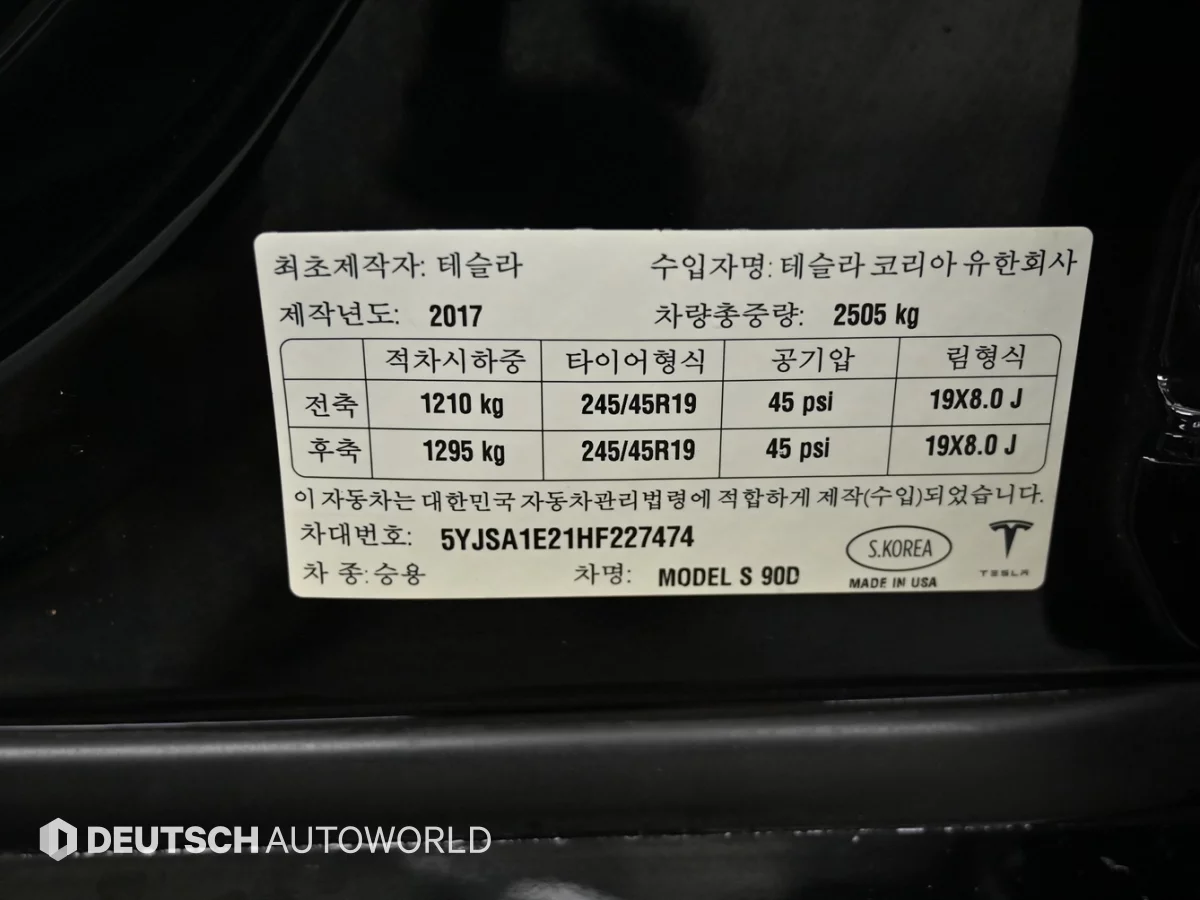 최초제작자: 테슬라 수입자명: 테슬라 코리아 유한회사
제작년도: 2017 차량총중량: 2505 kg
적차시하중 타이어형식 공기압 림형식
전축 1210 kg 245/45R19 45 psi 19X8.0 J
후축 1295 kg 245/45R19 45 psi 19X8.0 J
이 자동차는 대한민국 자동차관리법령에 적합하게 제작(수입)되었습니다.
차대번호: 5YJSA1E21HF227474 S.KOREA
차 종: 승용 차명: MODEL S 90D MADE IN USA TESLA
DEUTSCH AUTOWORLD